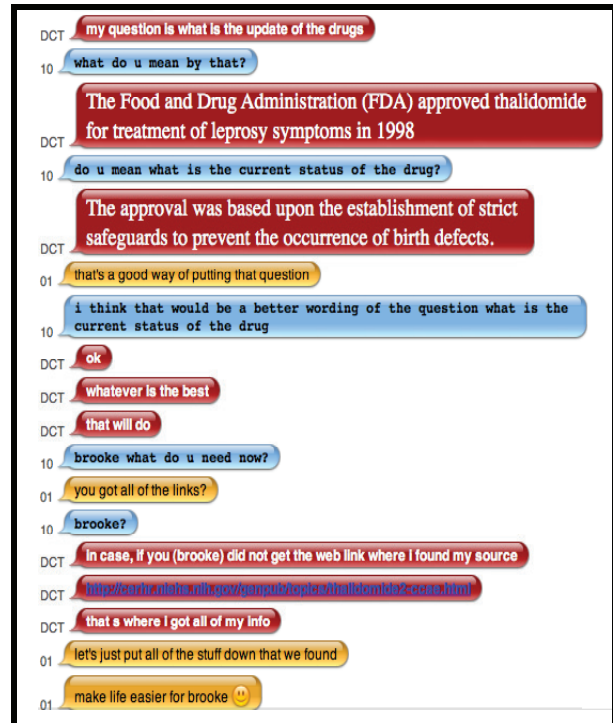 DCT my question is what is the update of the drugs
10 what do u mean by that?
The Food and Drug Administration (FDA) approved thalidomide
for treatment of leprosy symptoms in 1998
DCT
10 do u mean what is the current status of the drug?
The approval was based upon the establishment of strict
safeguards to prevent the occurrence of birth defects.
DCT
01 that's a good way of putting that question
i think that would be a better wording of the question what is the
10 current status of the drug
DCT ok
DCT whatever is the best
DCT that will do
10 brooke what do u need now?
01 you got all of the links?
10 brooke?
DCT In case, if you (brooke) did not get the web link where I found my source
DCT
DCT that s where i got all of my info
01 let's just put all of the stuff down that we found
01 make life easier for brooke